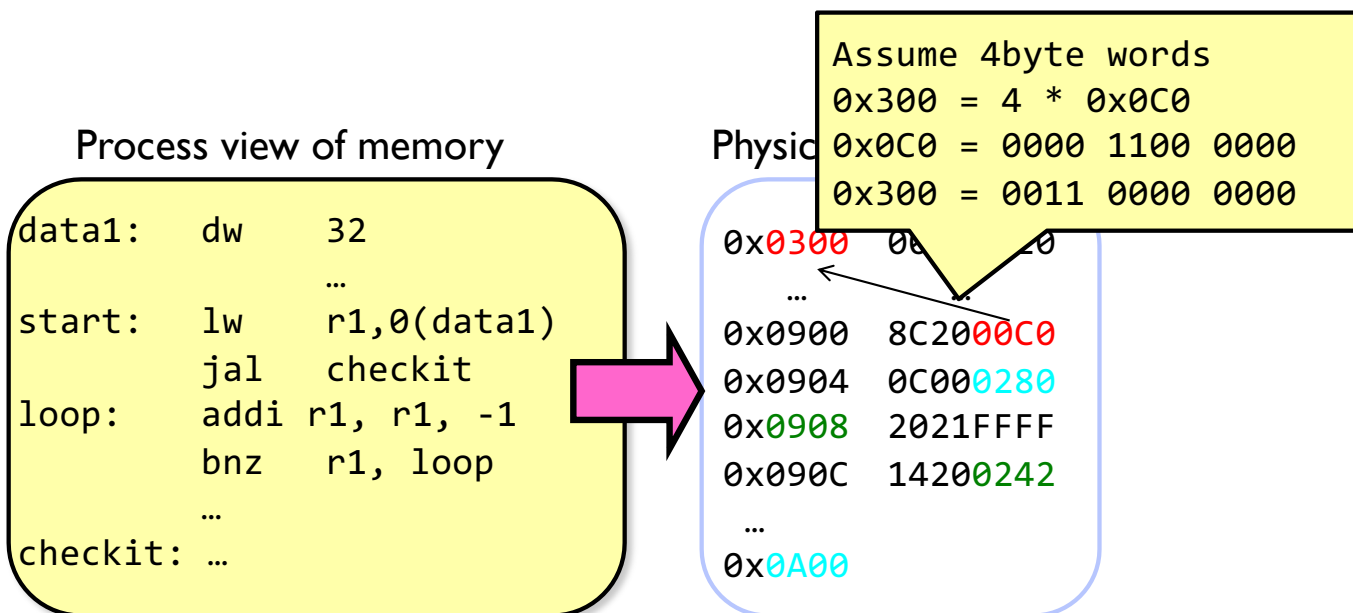 Assume 4byte words
0x300 = 4 * 0x0C0
0x0C0 = 0000 1100 0000
0x300 = 0011 0000 0000
Process view of memory
data1: dw 32
…
start: lw r1,0(data1)
jal checkit
loop: addi r1, r1, -1
bnz r1, loop
…
checkit: …
0x0300
… …
0x0900 8C2000C0
0x0904 0C000280
0x0908 2021FFFF
0x090C 14200242
…
0x0A00